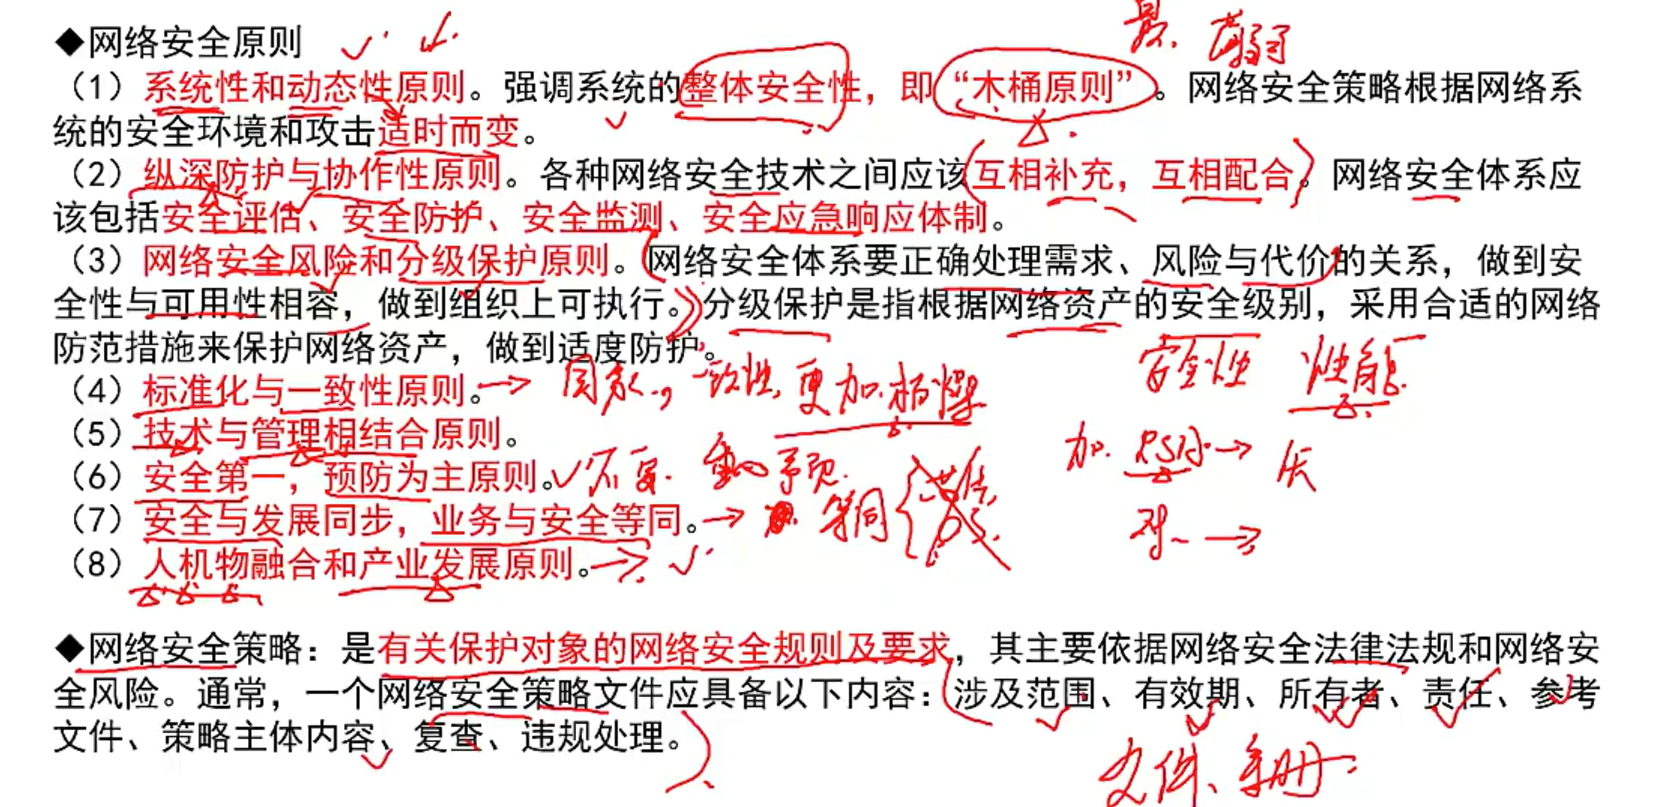 ◆网络安全原则
最薄弱
（1）系统性和动态性原则。强调系统的整体安全性，即“木桶原则”。网络安全策略根据网络系
统的安全环境和攻击适时而变。
（2）纵深防护与协作性原则。各种网络安全技术之间应该互相补充，互相配合。网络安全体系应
该包括安全评估、安全防护、安全监测、安全应急响应体制。
（3）网络安全风险和分级保护原则。网络安全体系要正确处理需求、风险与代价的关系，做到安
全性与可用性相容，做到组织上可执行。分级保护是指根据网络资产的安全级别，采用合适的网络
防范措施来保护网络资产，做到适度防护。
安全性 性能
（4）标准化与一致性原则。
一致性，更加
（5）技术与管理相结合原则。
加 RSA→
（6）安全第一，预防为主原则。
（7）安全与发展同步，业务与安全等同。
等同
对
（8）人机物融合和产业发展原则。
◆网络安全策略：是有关保护对象的网络安全规则及要求，其主要依据网络安全法律法规和网络安
全风险。通常，一个网络安全策略文件应具备以下内容：涉及范围、有效期、所有者、责任、参考
文件、策略主体内容、复查、违规处理。
文件、手册